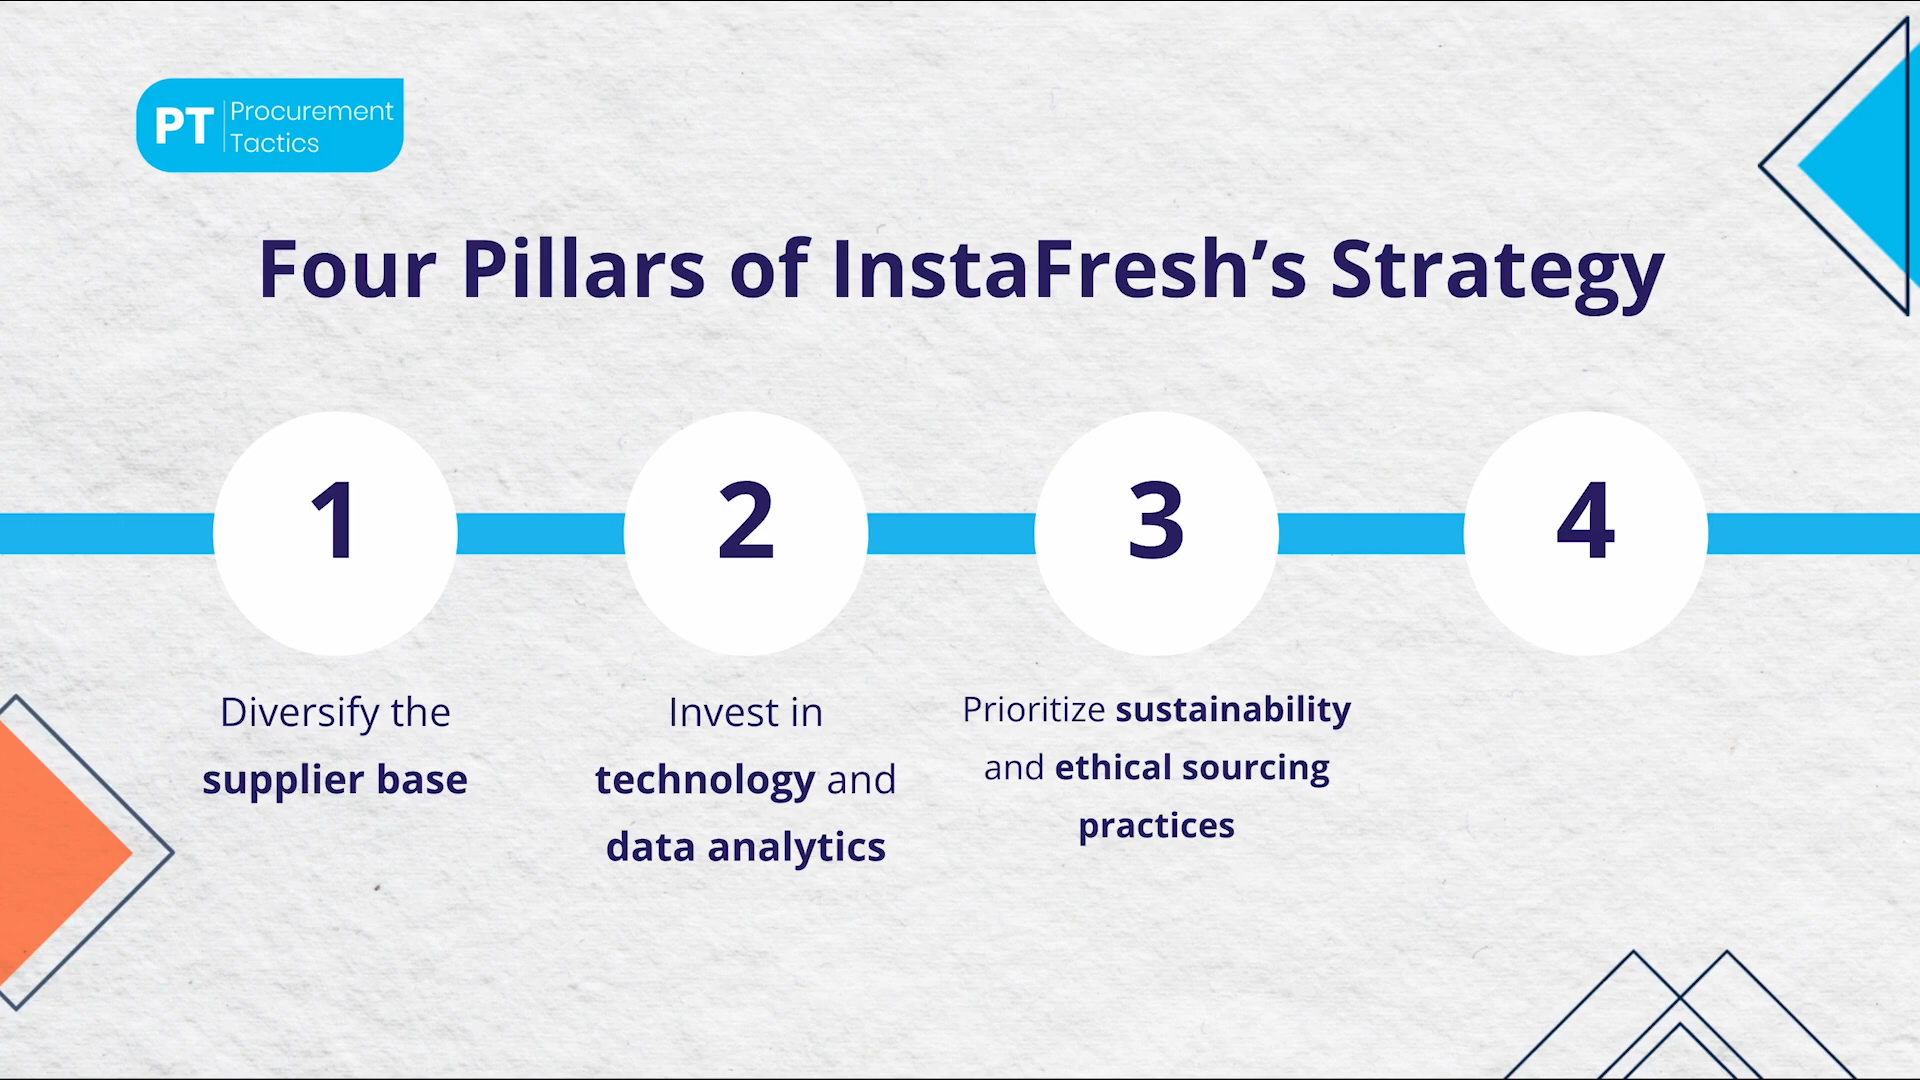 PT Procurement
Tactics
Four Pillars of InstaFresh’s Strategy
1
2
3
4
Diversify the
supplier base
Invest in
technology and
data analytics
Prioritize sustainability
and ethical sourcing
practices